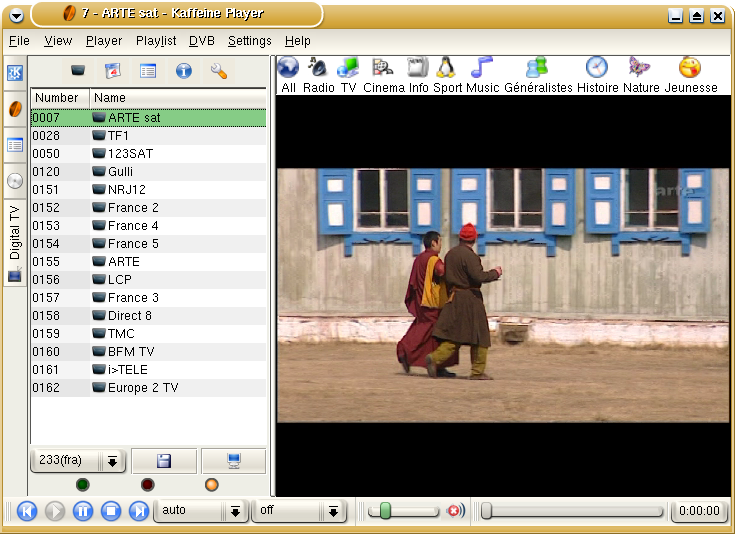 7 - ARTE sat - Kaffeine Player
File View Player Playlist DVB Settings Help
All Radio TV Cinema Info Sport Music Généralistes Histoire Nature Jeunesse
Digital TV
Number Name
0007 ARTE sat
0028 TF1
0050 123SAT
0120 Gulli
0151 NRJ12
0152 France 2
0153 France 4
0154 France 5
0155 ARTE
0156 LCP
0157 France 3
0158 Direct 8
0159 TMC
0160 BFM TV
0161 i>TELE
0162 Europe 2 TV
arte
233(fra)
auto off 0:00:00